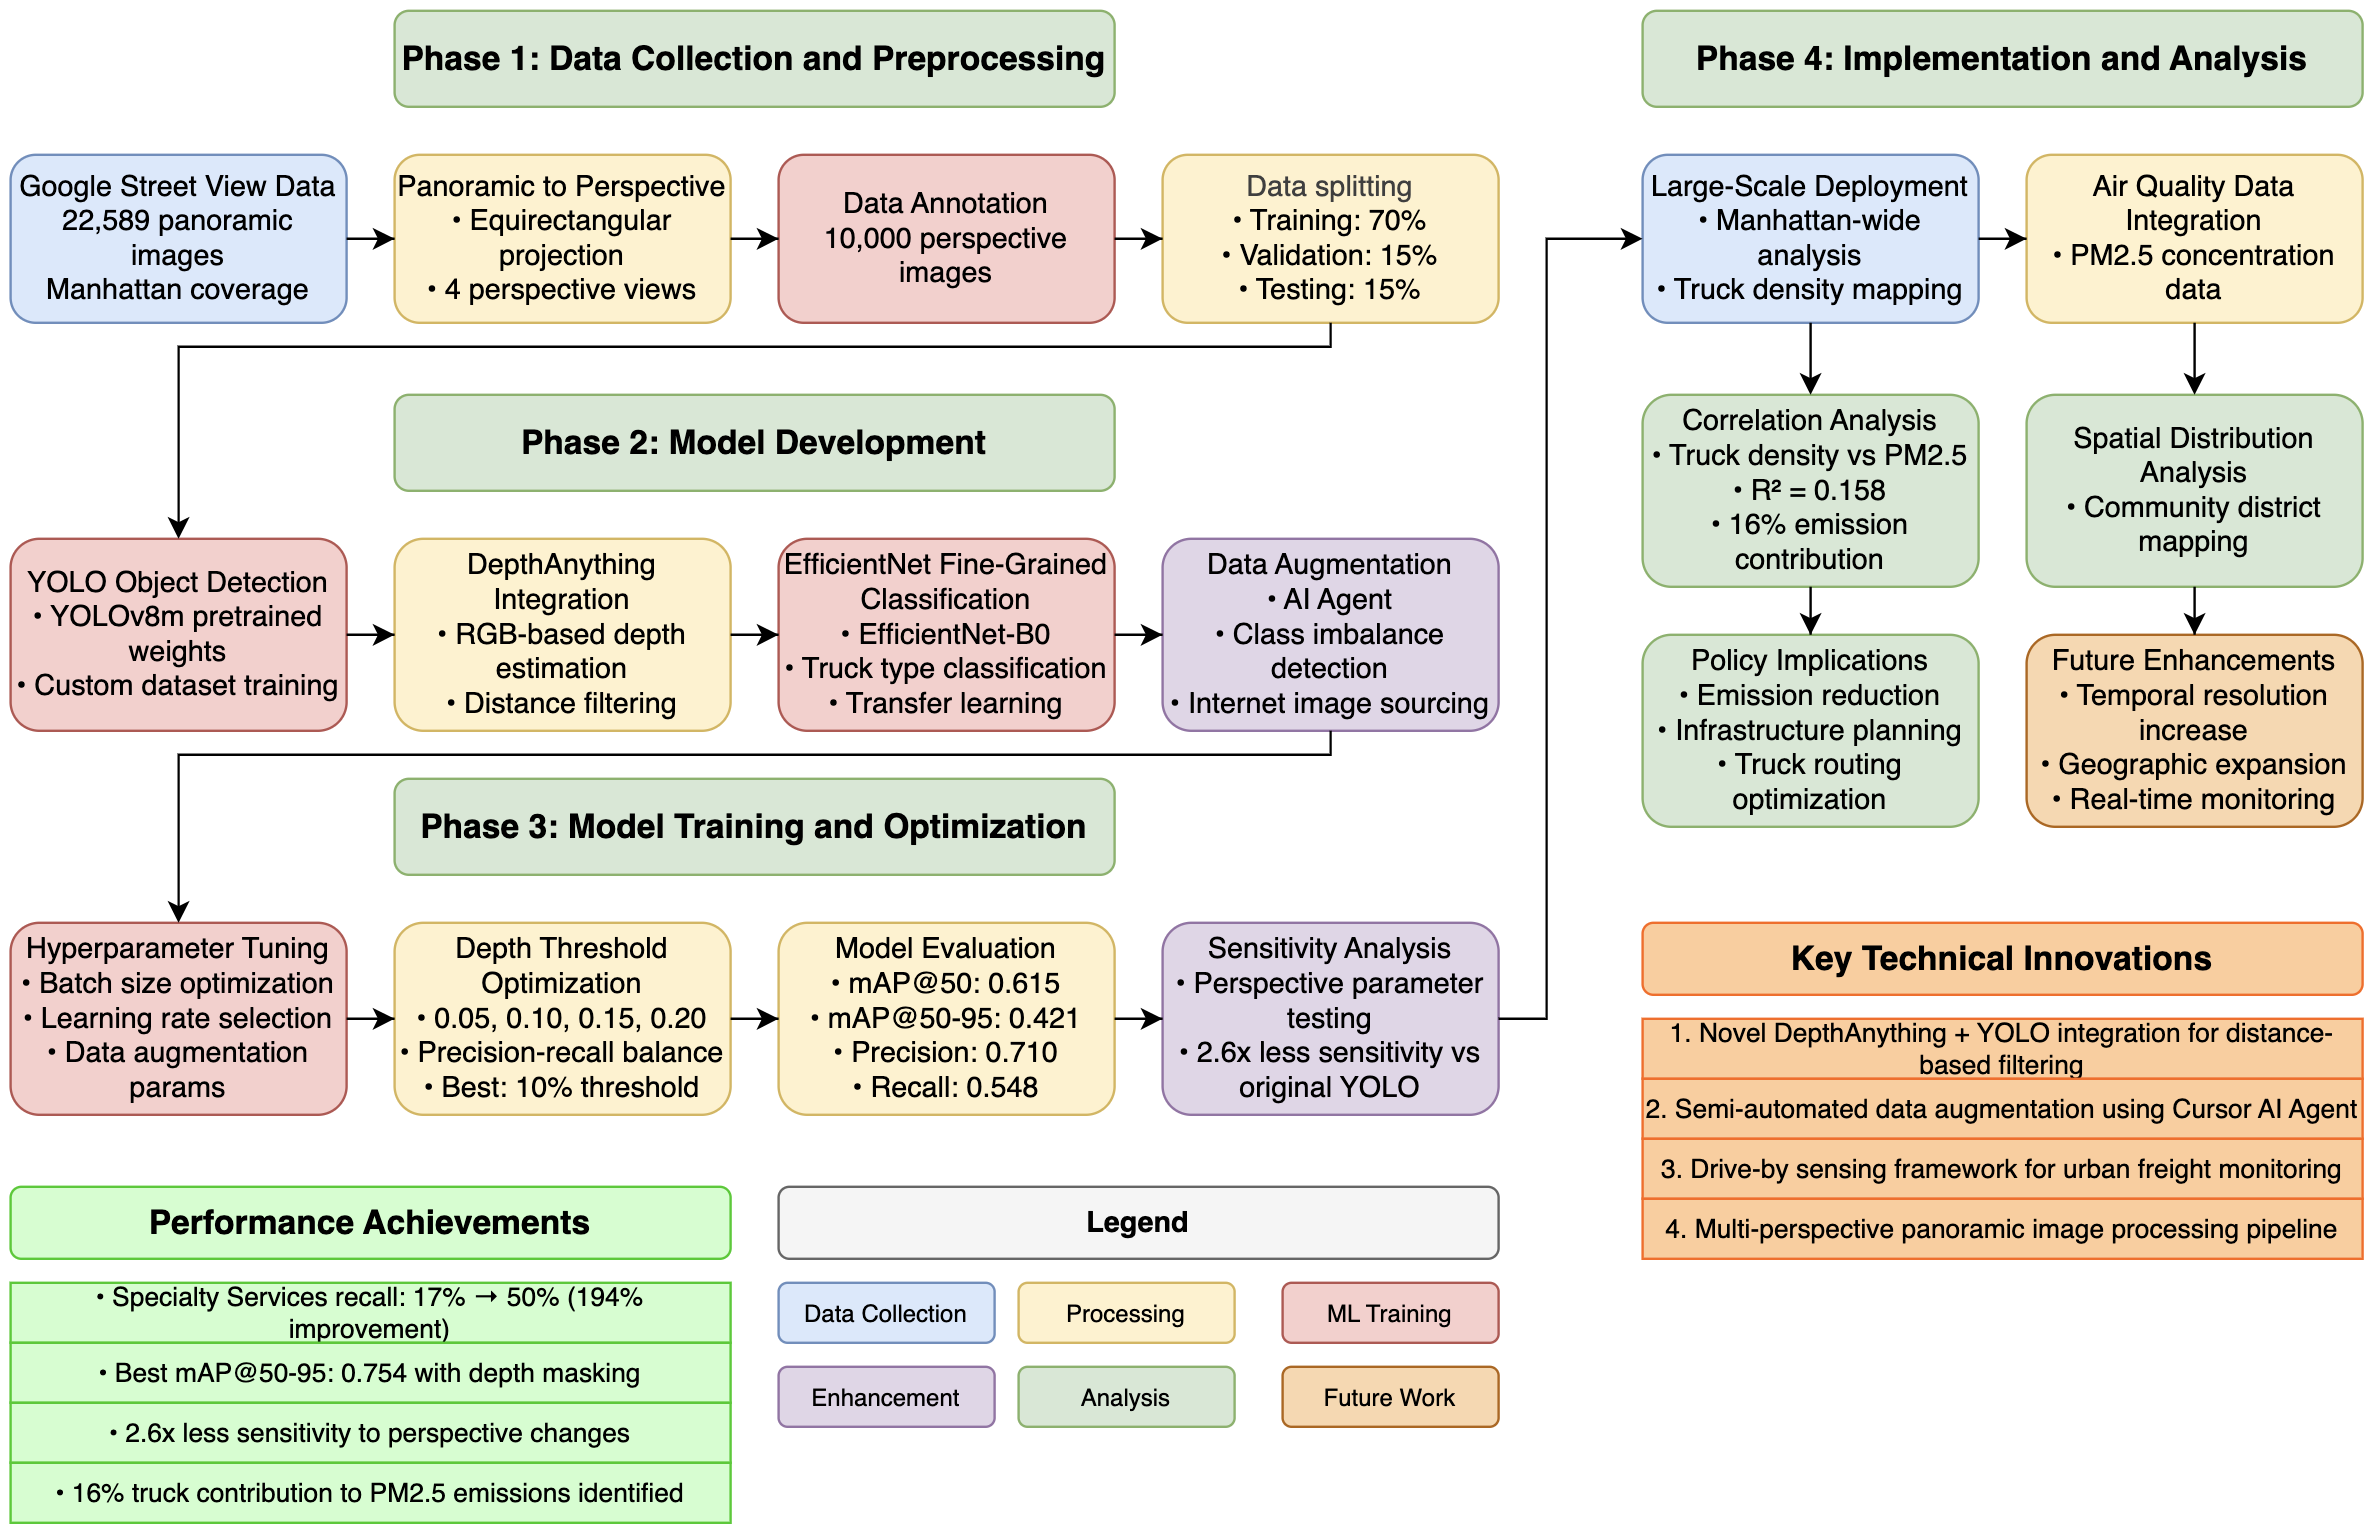 Phase 1: Data Collection and Preprocessing
Google Street View Data
22,589 panoramic
images
Manhattan coverage
Panoramic to Perspective
• Equirectangular
projection
• 4 perspective views
Data Annotation
10,000 perspective
images
Data splitting
• Training: 70%
• Validation: 15%
• Testing: 15%
Phase 2: Model Development
YOLO Object Detection
• YOLOv8m pretrained
weights
• Custom dataset training
DepthAnything
Integration
• RGB-based depth
estimation
• Distance filtering
EfficientNet Fine-Grained
Classification
• EfficientNet-B0
• Truck type classification
• Transfer learning
Data Augmentation
• AI Agent
• Class imbalance
detection
• Internet image sourcing
Phase 3: Model Training and Optimization
Hyperparameter Tuning
• Batch size optimization
• Learning rate selection
• Data augmentation
params
Depth Threshold
Optimization
• 0.05, 0.10, 0.15, 0.20
• Precision-recall balance
• Best: 10% threshold
Model Evaluation
• mAP@50: 0.615
• mAP@50-95: 0.421
• Precision: 0.710
• Recall: 0.548
Sensitivity Analysis
• Perspective parameter
testing
• 2.6x less sensitivity vs
original YOLO
Phase 4: Implementation and Analysis
Large-Scale Deployment
• Manhattan-wide
analysis
• Truck density mapping
Air Quality Data
Integration
• PM2.5 concentration
data
Correlation Analysis
• Truck density vs PM2.5
• R² = 0.158
• 16% emission
contribution
Spatial Distribution
Analysis
• Community district
mapping
Policy Implications
• Emission reduction
• Infrastructure planning
• Truck routing
optimization
Future Enhancements
• Temporal resolution
increase
• Geographic expansion
• Real-time monitoring
Key Technical Innovations
1. Novel DepthAnything + YOLO integration for distance-
based filtering
2. Semi-automated data augmentation using Cursor AI Agent
3. Drive-by sensing framework for urban freight monitoring
4. Multi-perspective panoramic image processing pipeline
Performance Achievements
• Specialty Services recall: 17% → 50% (194%
improvement)
• Best mAP@50-95: 0.754 with depth masking
• 2.6x less sensitivity to perspective changes
• 16% truck contribution to PM2.5 emissions identified
Legend
Data Collection
Processing
ML Training
Enhancement
Analysis
Future Work